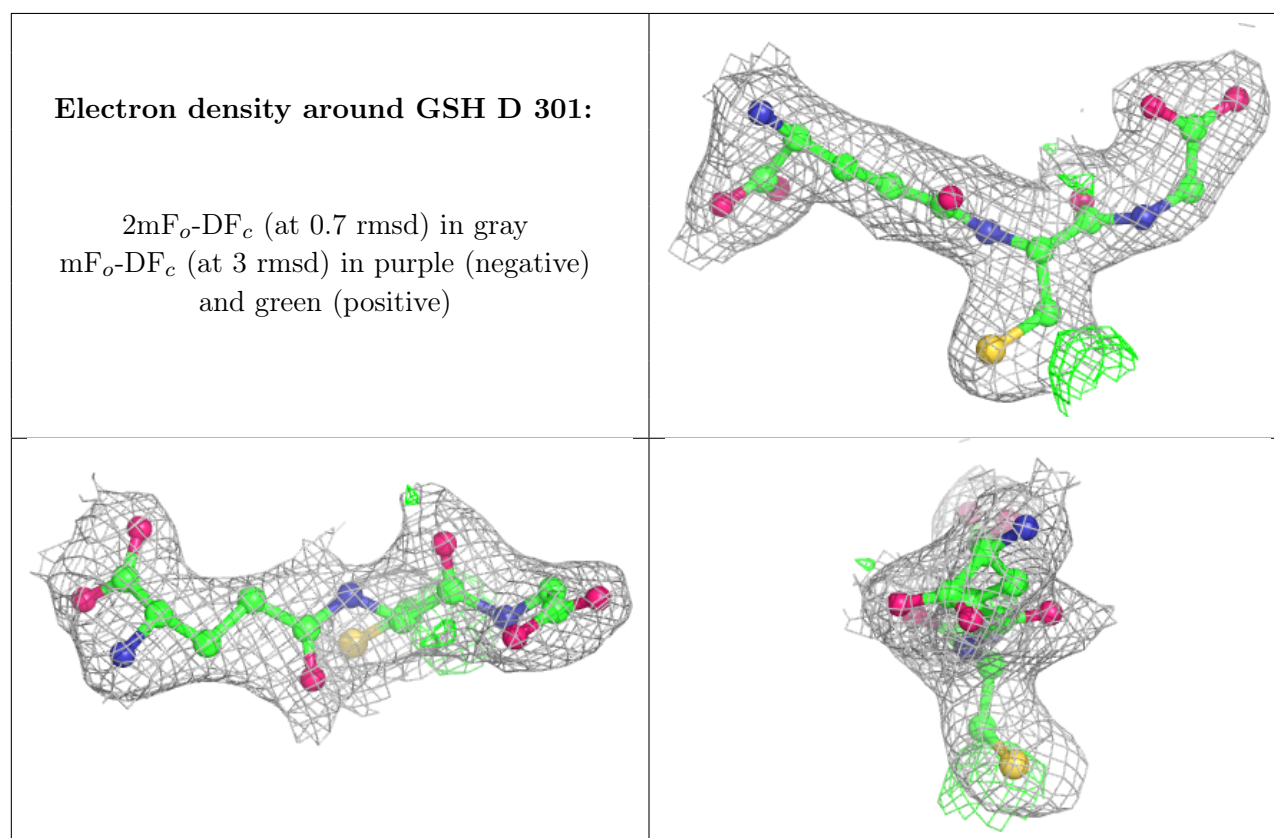 Electron density around GSH D 301:
2mFo-DFc (at 0.7 rmsd) in gray
mFo-DFc (at 3 rmsd) in purple (negative)
and green (positive)